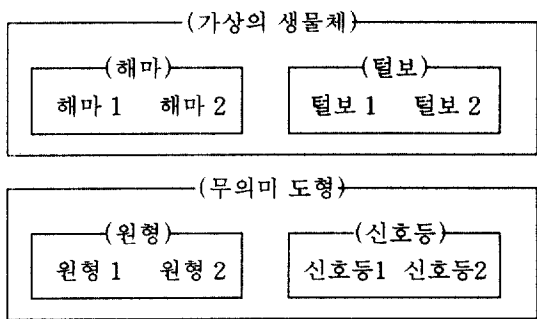 (가상의 생물체)
(해마) (털보)
해마 1 해마 2 털보 1 털보 2
(무의미 도형)
(원형) (신호등)
원형 1 원형 2 신호등1 신호등2